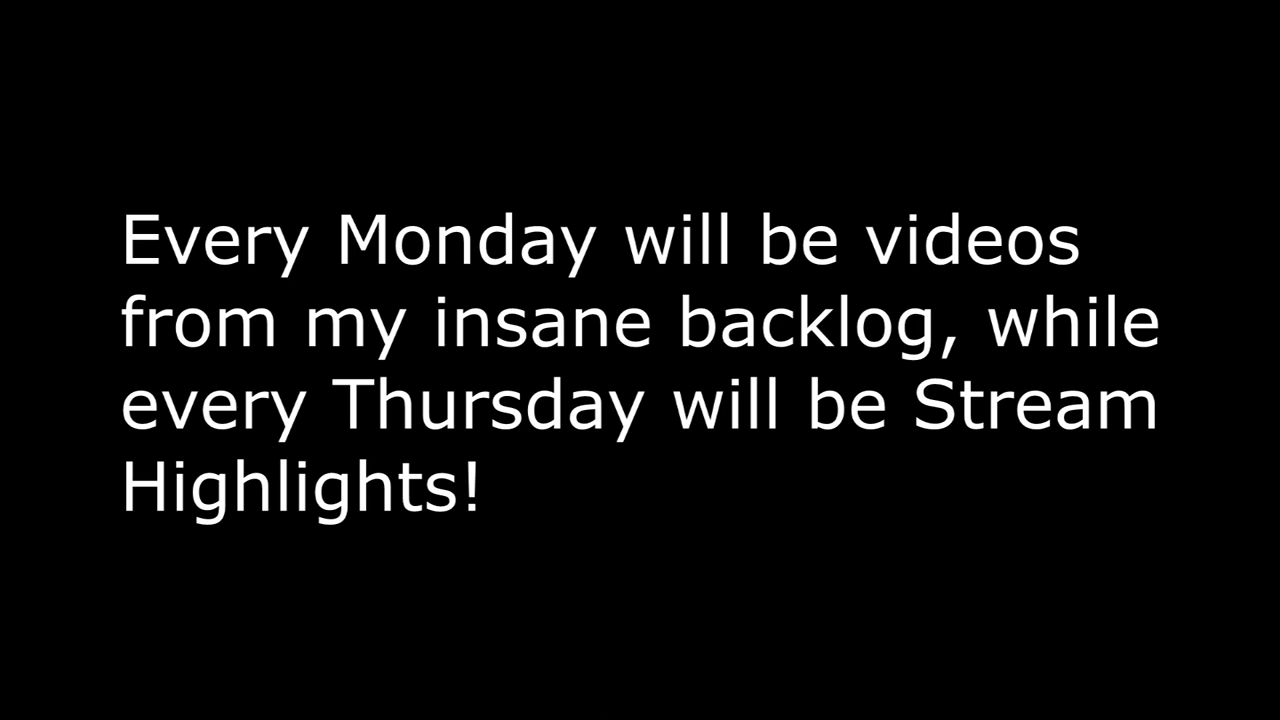 Every Monday will be videos
from my insane backlog, while
every Thursday will be Stream
Highlights!